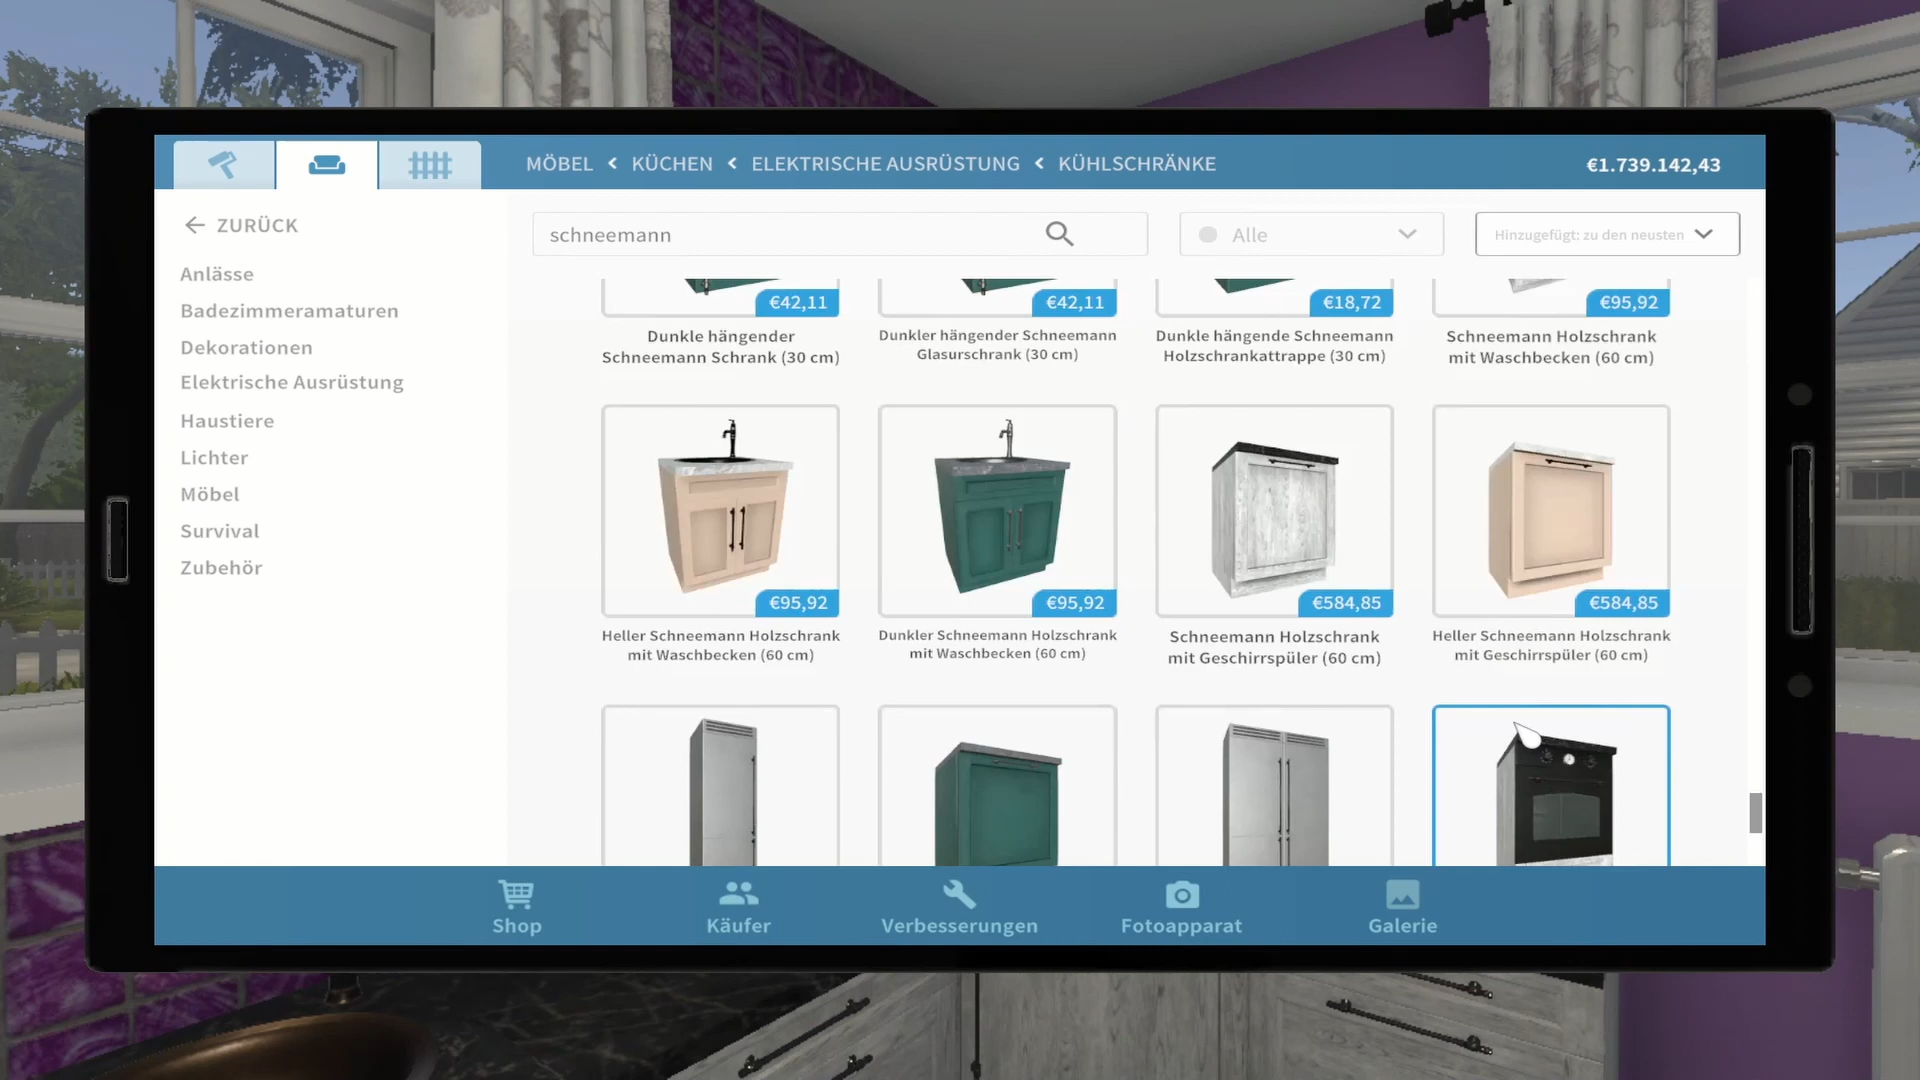 MÖBEL < KÜCHEN < ELEKTRISCHE AUSRÜSTUNG < KÜHLSCHRÄNKE
€1.739.142,43
ZURÜCK
schneemann
Alle
Hinzugefügt: zu den neusten
Anlässe
Badezimmeramaturen
Dekorationen
Elektrische Ausrüstung
Haustiere
Lichter
Möbel
Survival
Zubehör
€42,11
Dunkle hängender
Schneemann Schrank (30 cm)
€42,11
Dunkler hängender Schneemann
Glasurschrank (30 cm)
€18,72
Dunkle hängende Schneemann
Holzschrankattrappe (30 cm)
€95,92
Schneemann Holzschrank
mit Waschbecken (60 cm)
€95,92
Heller Schneemann Holzschrank
mit Waschbecken (60 cm)
€95,92
Dunkler Schneemann Holzschrank
mit Waschbecken (60 cm)
€584,85
Schneemann Holzschrank
mit Geschirrspüler (60 cm)
€584,85
Heller Schneemann Holzschrank
mit Geschirrspüler (60 cm)
Shop
Käufer
Verbesserungen
Fotoapparat
Galerie